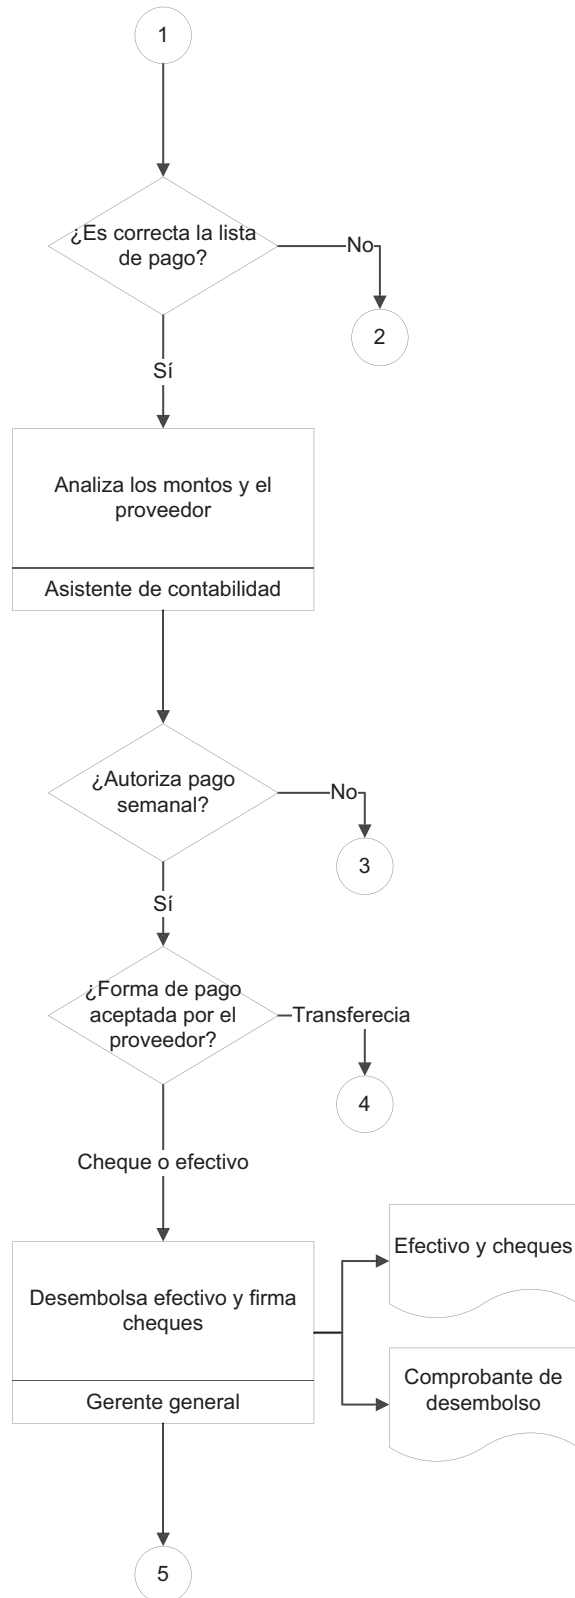 1
¿Es correcta la lista
de pago?
No
2
Sí
Analiza los montos y el
proveedor
Asistente de contabilidad
¿Autoriza pago
semanal?
No
3
Sí
¿Forma de pago
aceptada por el
proveedor?
Transferecia
4
Cheque o efectivo
Efectivo y cheques
Desembolsa efectivo y firma
cheques
Comprobante de
desembolso
Gerente general
5